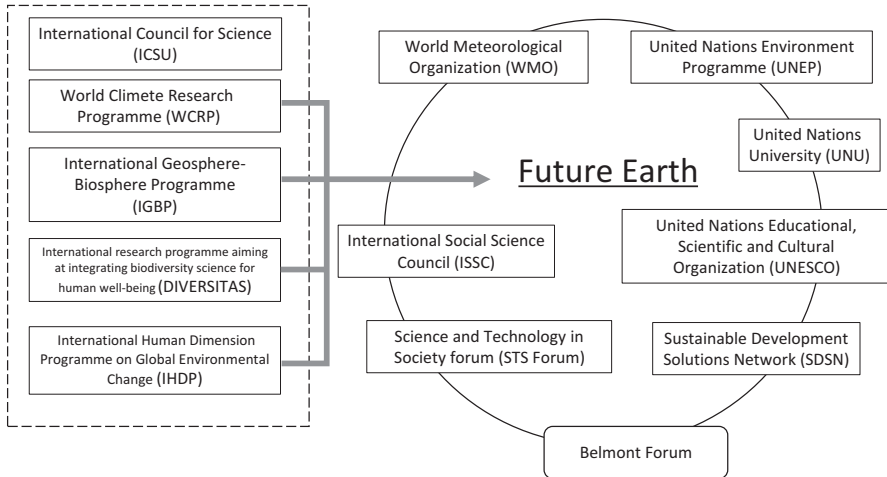 International Council for Science
(ICSU)
World Climete Research
Programme (WCRP)
International Geosphere-
Biosphere Programme
(IGBP)
International research programme aiming
at integrating biodiversity science for
human well-being (DIVERSITAS)
International Human Dimension
Programme on Global Environmental
Change (IHDP)
World Meteorological
Organization (WMO)
United Nations Environment
Programme (UNEP)
United Nations
University (UNU)
Future Earth
International Social Science
Council (ISSC)
United Nations Educational,
Scientific and Cultural
Organization (UNESCO)
Science and Technology in
Society forum (STS Forum)
Sustainable Development
Solutions Network (SDSN)
Belmont Forum